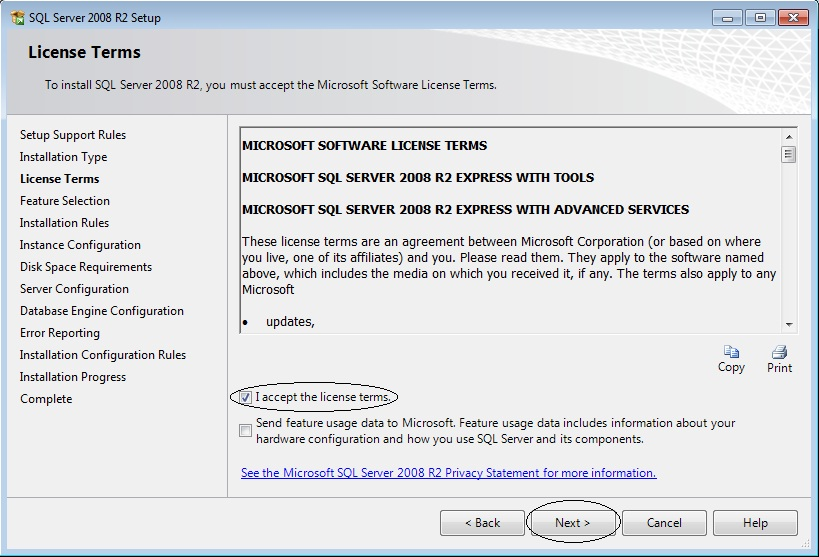 SQL Server 2008 R2 Setup
License Terms
To install SQL Server 2008 R2, you must accept the Microsoft Software License Terms.
Setup Support Rules
Installation Type
License Terms
Feature Selection
Installation Rules
Instance Configuration
Disk Space Requirements
Server Configuration
Database Engine Configuration
Error Reporting
Installation Configuration Rules
Installation Progress
Complete
MICROSOFT SOFTWARE LICENSE TERMS
MICROSOFT SQL SERVER 2008 R2 EXPRESS WITH TOOLS
MICROSOFT SQL SERVER 2008 R2 EXPRESS WITH ADVANCED SERVICES
These license terms are an agreement between Microsoft Corporation (or based on where
you live, one of its affiliates) and you. Please read them. They apply to the software named
above, which includes the media on which you received it, if any. The terms also apply to any
Microsoft
• updates,
Copy
Print
I accept the license terms.
Send feature usage data to Microsoft. Feature usage data includes information about your
hardware configuration and how you use SQL Server and its components.
See the Microsoft SQL Server 2008 R2 Privacy Statement for more information.
< Back
Next >
Cancel
Help